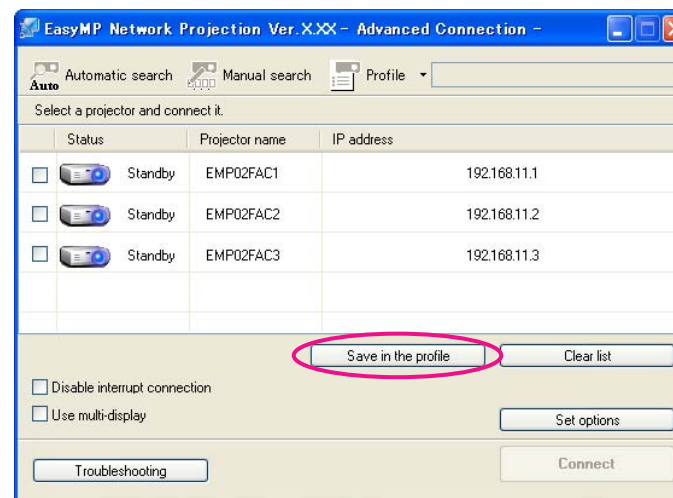 EasyMP Network Projection Ver.X.XX - Advanced Connection -
Auto Automatic search Manual search Profile
Select a projector and connect it.
Status Projector name IP address
Standby EMP02FAC1 192.168.11.1
Standby EMP02FAC2 192.168.11.2
Standby EMP02FAC3 192.168.11.3
Save in the profile Clear list
Disable interrupt connection
Use multi-display
Set options
Troubleshooting Connect